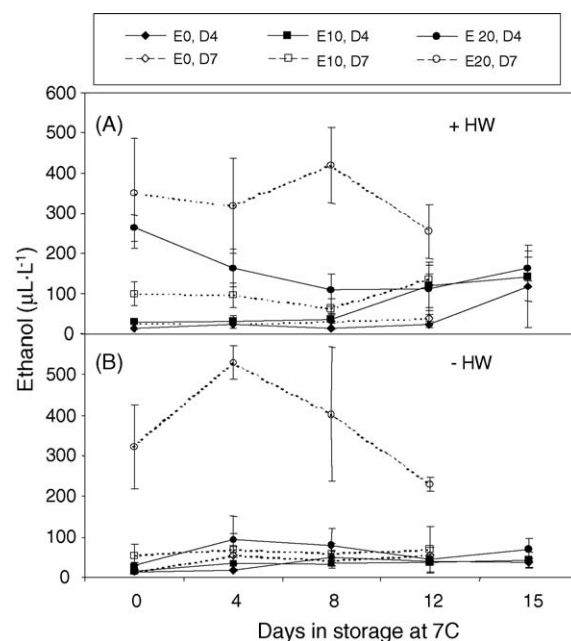 E0, D4 E10, D4 E 20, D4
E0, D7 E10, D7 E20, D7
600
(A) + HW
500
400
300
200
100
0
(B) - HW
500
400
300
200
100
0
Ethanol (µL·L⁻¹)
0 4 8 12 15
Days in storage at 7C